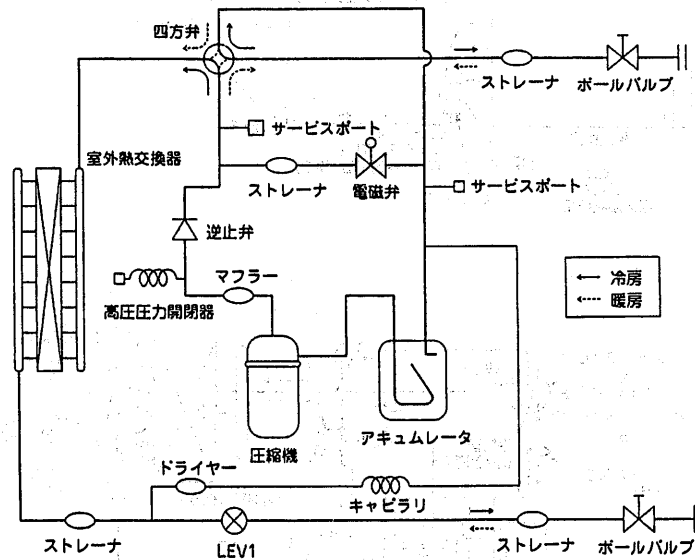 四方弁
ストレーナ
ボールバルブ
サービスポート
室外熱交換器
ストレーナ
電磁弁
サービスポート
逆止弁
マフラー
高圧圧力開閉器
冷房
暖房
圧縮機
アキュムレータ
ドライヤー
キャピラリ
ストレーナ
LEV1
ストレーナ
ボールバルブ